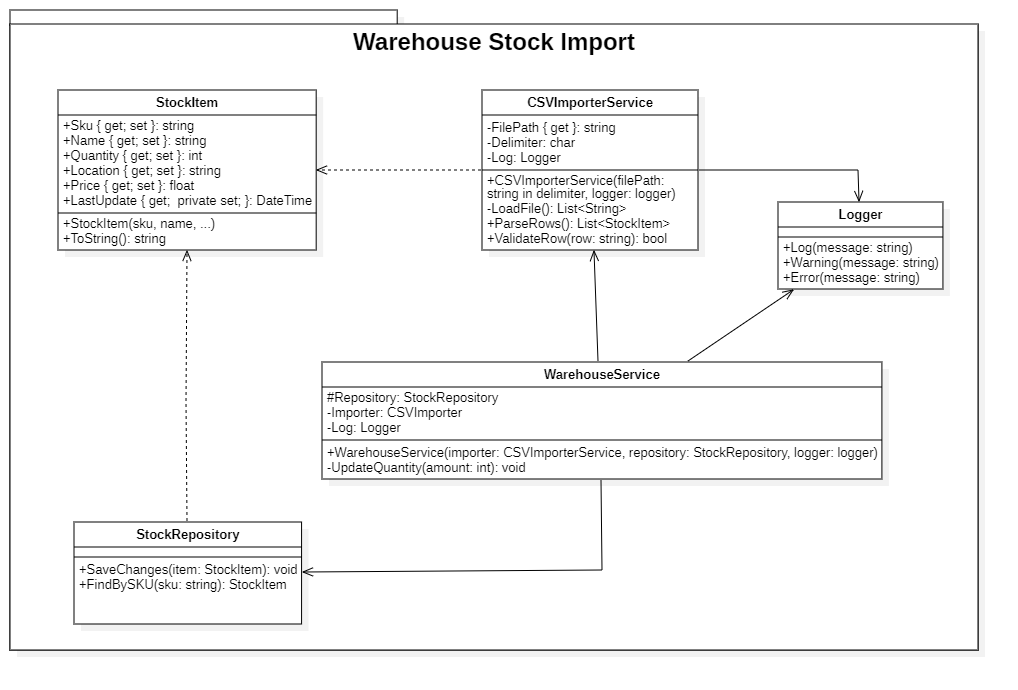 Warehouse Stock Import
StockItem
+Sku { get; set }: string
+Name { get; set }: string
+Quantity { get; set }: int
+Location { get; set }: string
+Price { get; set }: float
+LastUpdate { get;  private set; }: DateTime
+StockItem(sku, name, ...)
+ToString(): string
CSVImporterService
-FilePath { get }: string
-Delimiter: char
-Log: Logger
+CSVImporterService(filePath:
string in delimiter, logger: logger)
-LoadFile(): List<String>
+ParseRows(): List<StockItem>
+ValidateRow(row: string): bool
Logger
+Log(message: string)
+Warning(message: string)
+Error(message: string)
WarehouseService
#Repository: StockRepository
-Importer: CSVImporter
-Log: Logger
+WarehouseService(importer: CSVImporterService, repository: StockRepository, logger: logger)
-UpdateQuantity(amount: int): void
StockRepository
+SaveChanges(item: StockItem): void
+FindBySKU(sku: string): StockItem